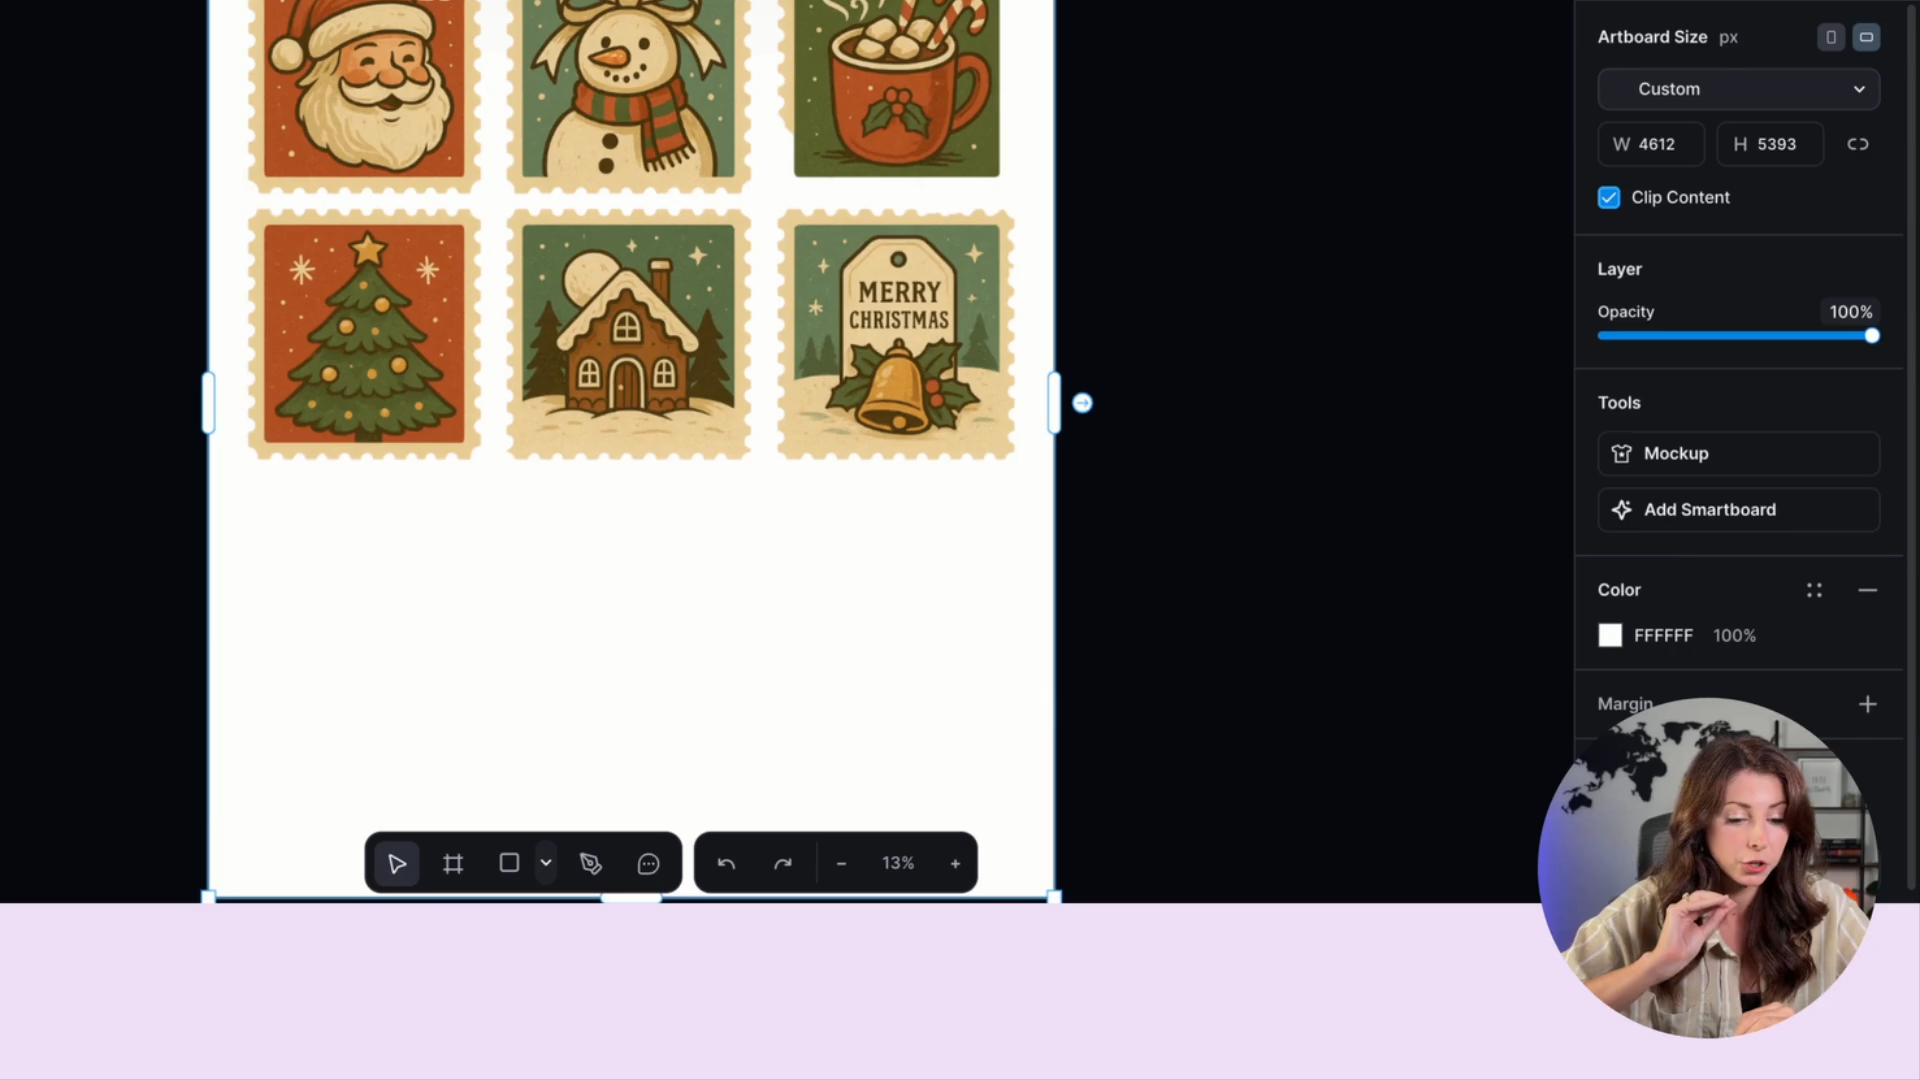 MERRY
CHRISTMAS
13%
Artboard Size px
Custom
W 4612 H 5393
Clip Content
Layer
Opacity 100%
Tools
Mockup
Add Smartboard
Color
FFFFFF 100%
Margin